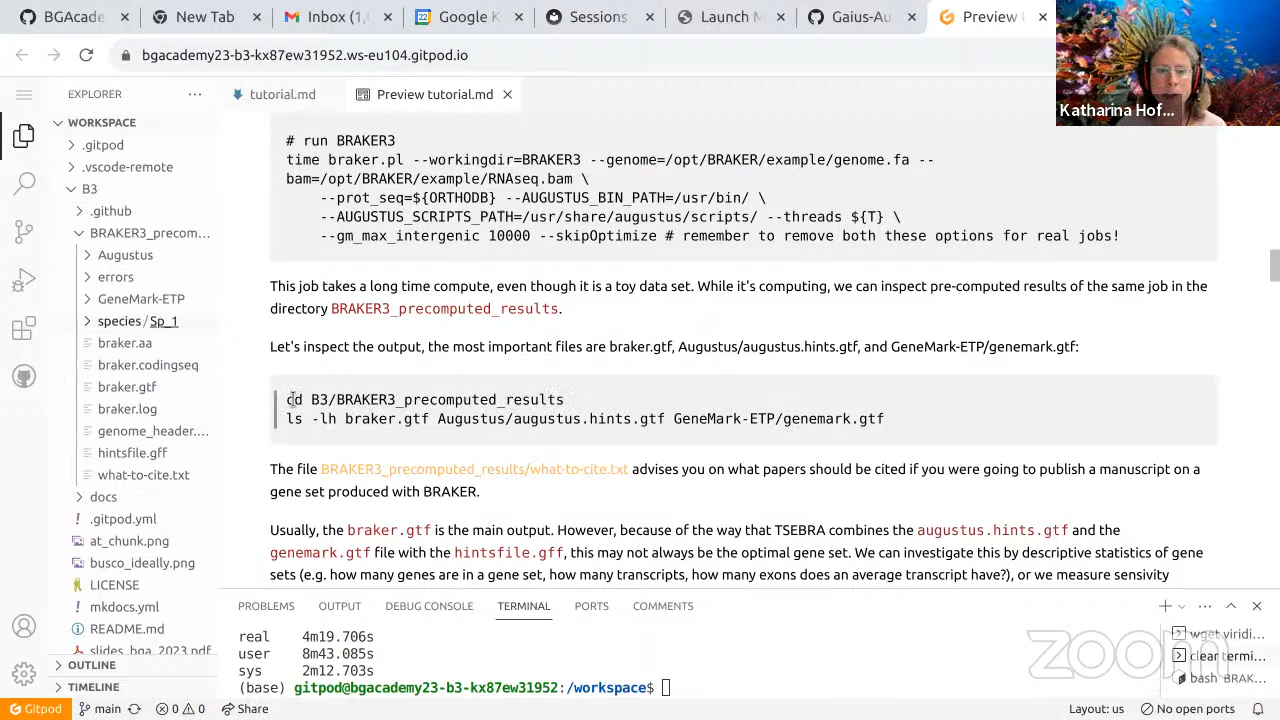 New Tab
Inbox (1,
Google K
Sessions
Launch M
Gaius-Au
Preview t
bgacademy23-b3-kx87ew31952.ws-eu104.gitpod.io
Katharina Hof...
EXPLORER
tutorial.md
Preview tutorial.md
WORKSPACE
.gitpod
.vscode-remote
B3
.github
BRAKER3_precom...
Augustus
errors
GeneMark-ETP
species/Sp_1
braker.aa
braker.codingseq
braker.gtf
braker.log
genome_header....
hintsfile.gff
what-to-cite.txt
docs
.gitpod.yml
at_chunk.png
busco_ideally.png
LICENSE
mkdocs.yml
README.md
slides_bga_2023.pdf
OUTLINE
TIMELINE
# run BRAKER3
time braker.pl --workingdir=BRAKER3 --genome=/opt/BRAKER/example/genome.fa --
bam=/opt/BRAKER/example/RNAseq.bam \
--prot_seq=${ORTHODB} --AUGUSTUS_BIN_PATH=/usr/bin/ \
--AUGUSTUS_SCRIPTS_PATH=/usr/share/augustus/scripts/ --threads ${T} \
--gm_max_intergenic 10000 --skipOptimize # remember to remove both these options for real jobs!
This job takes a long time compute, even though it is a toy data set. While it's computing, we can inspect pre-computed results of the same job in the
directory BRAKER3_precomputed_results.
Let's inspect the output, the most important files are braker.gtf, Augustus/augustus.hints.gtf, and GeneMark-ETP/genemark.gtf:
cd B3/BRAKER3_precomputed_results
ls -lh braker.gtf Augustus/augustus.hints.gtf GeneMark-ETP/genemark.gtf
The file BRAKER3_precomputed_results/what-to-cite.txt advises you on what papers should be cited if you were going to publish a manuscript on a
gene set produced with BRAKER.
Usually, the braker.gtf is the main output. However, because of the way that TSEBRA combines the augustus.hints.gtf and the
genemark.gtf file with the hintsfile.gff, this may not always be the optimal gene set. We can investigate this by descriptive statistics of gene
sets (e.g. how many genes are in a gene set, how many transcripts, how many exons does an average transcript have?), or we measure sensivity
PROBLEMS
OUTPUT
DEBUG CONSOLE
TERMINAL
PORTS
COMMENTS
real 4m19.706s
user 8m43.085s
sys 2m12.703s
(base) gitpod@bgacademy23-b3-kx87ew31952:/workspace$
wget viridi...
clear termi...
bash BRAK...
zoom
Gitpod
main
0
0
Share
Layout: us
No open ports